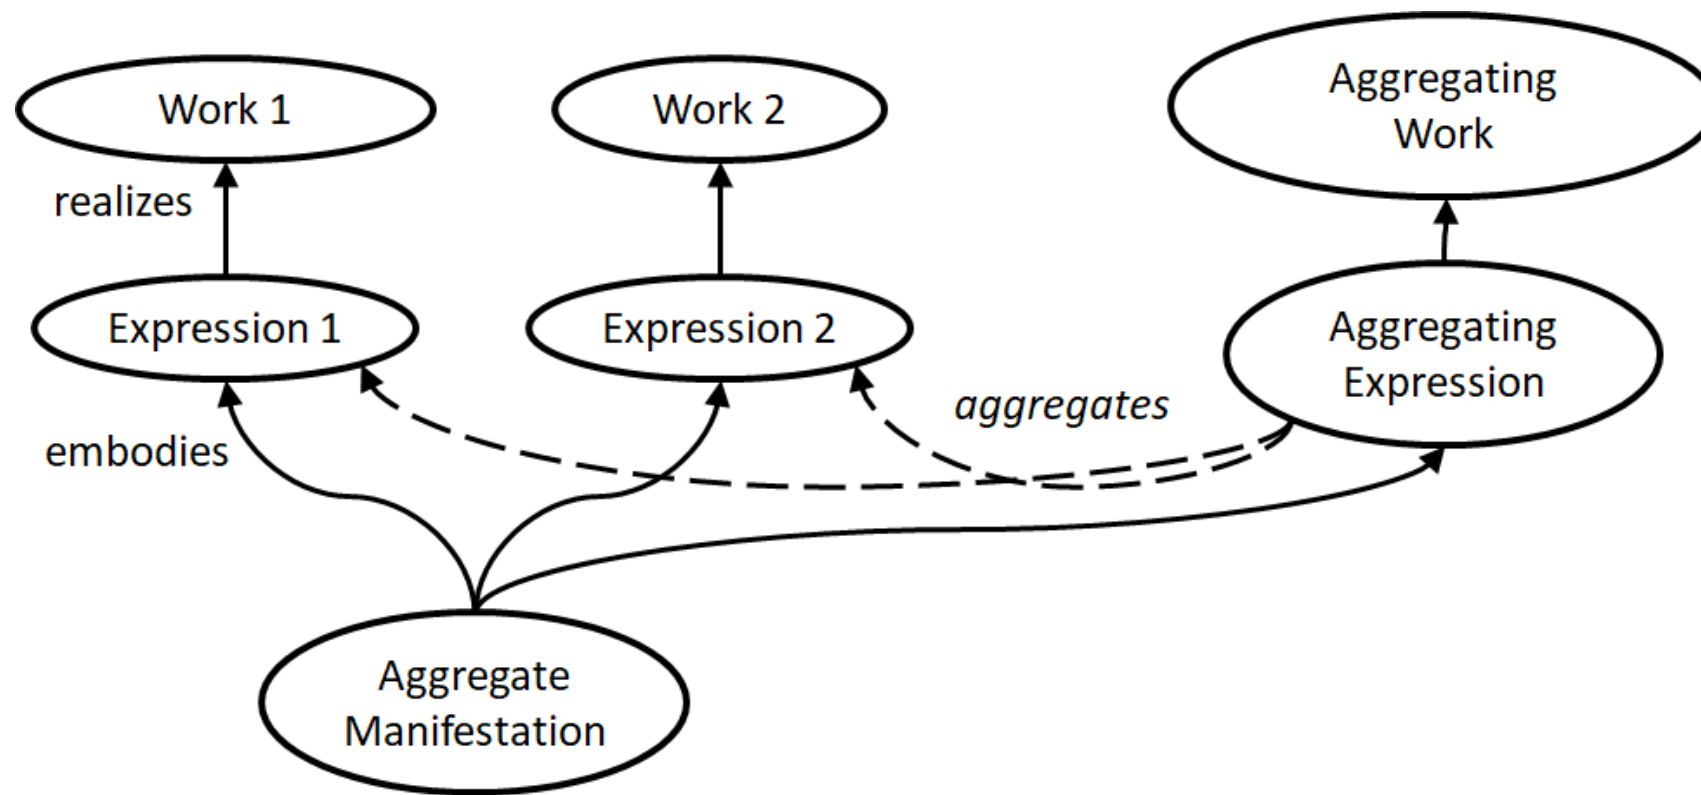 Work 1
Work 2
Aggregating
Work
realizes
Expression 1
Expression 2
Aggregating
Expression
aggregates
embodies
Aggregate
Manifestation